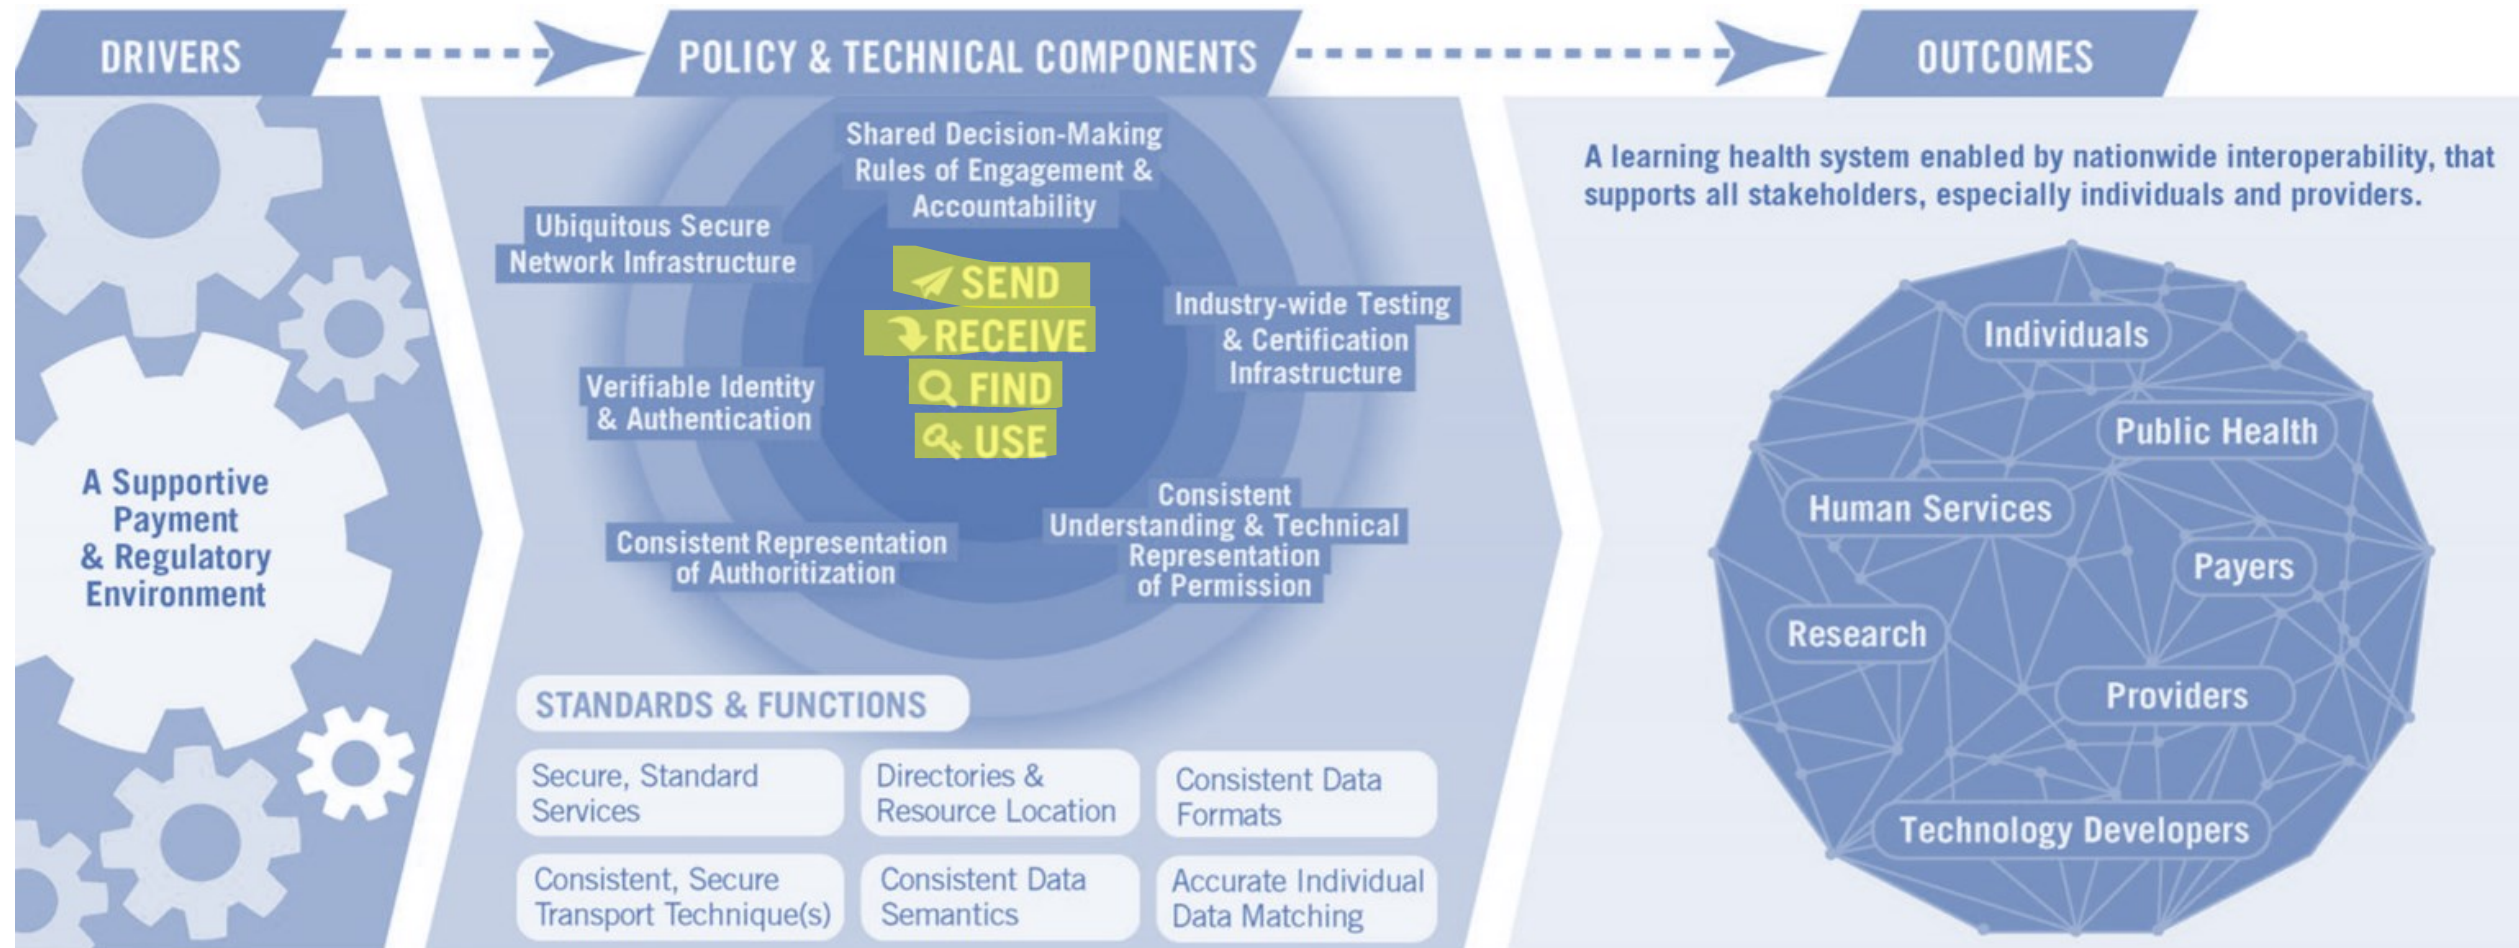 DRIVERS
POLICY & TECHNICAL COMPONENTS
OUTCOMES
A Supportive
Payment
& Regulatory
Environment
Shared Decision-Making
Rules of Engagement &
Accountability
Ubiquitous Secure
Network Infrastructure
SEND
RECEIVE
FIND
USE
Industry-wide Testing
& Certification
Infrastructure
Verifiable Identity
& Authentication
Consistent Representation
of Authoritization
Consistent
Understanding & Technical
Representation
of Permission
STANDARDS & FUNCTIONS
Secure, Standard
Services
Directories &
Resource Location
Consistent Data
Formats
Consistent, Secure
Transport Technique(s)
Consistent Data
Semantics
Accurate Individual
Data Matching
A learning health system enabled by nationwide interoperability, that
supports all stakeholders, especially individuals and providers.
Individuals
Public Health
Human Services
Payers
Research
Providers
Technology Developers